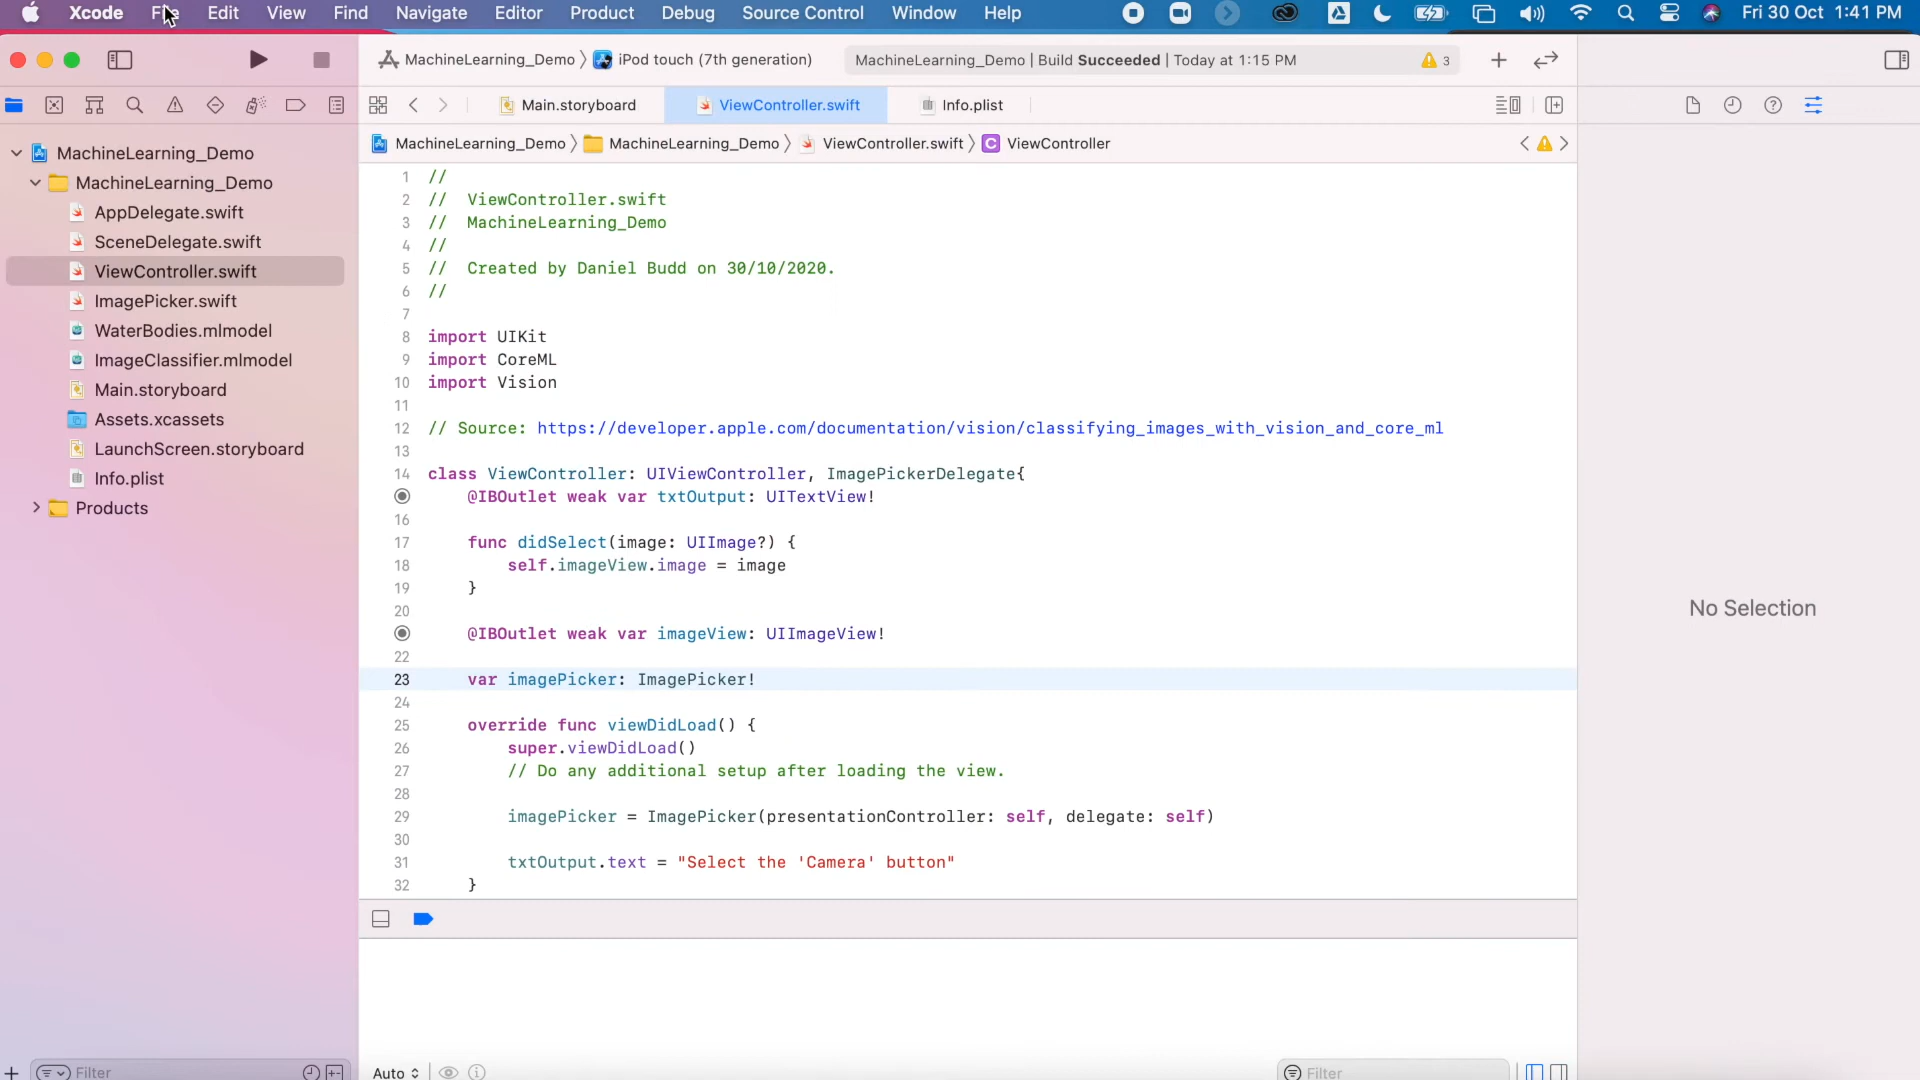 Xcode File Edit View Find Navigate Editor Product Debug Source Control Window Help Fri 30 Oct 1:41 PM
MachineLearning_Demo iPod touch (7th generation) MachineLearning_Demo | Build Succeeded | Today at 1:15 PM 3
Main.storyboard ViewController.swift Info.plist
MachineLearning_Demo MachineLearning_Demo ViewController.swift C ViewController
MachineLearning_Demo
MachineLearning_Demo
AppDelegate.swift
SceneDelegate.swift
ViewController.swift
ImagePicker.swift
WaterBodies.mlmodel
ImageClassifier.mlmodel
Main.storyboard
Assets.xcassets
LaunchScreen.storyboard
Info.plist
Products
1 //
2 // ViewController.swift
3 // MachineLearning_Demo
4 //
5 // Created by Daniel Budd on 30/10/2020.
6 //
7
8 import UIKit
9 import CoreML
10 import Vision
11
12 // Source: https://developer.apple.com/documentation/vision/classifying_images_with_vision_and_core_ml
13
14 class ViewController: UIViewController, ImagePickerDelegate{
@IBOutlet weak var txtOutput: UITextView!
16
17 func didSelect(image: UIImage?) {
18 self.imageView.image = image
19 }
20
@IBOutlet weak var imageView: UIImageView!
22
23 var imagePicker: ImagePicker!
24
25 override func viewDidLoad() {
26 super.viewDidLoad()
27 // Do any additional setup after loading the view.
28
29 imagePicker = ImagePicker(presentationController: self, delegate: self)
30
31 txtOutput.text = "Select the 'Camera' button"
32 }
No Selection
Filter Auto Filter